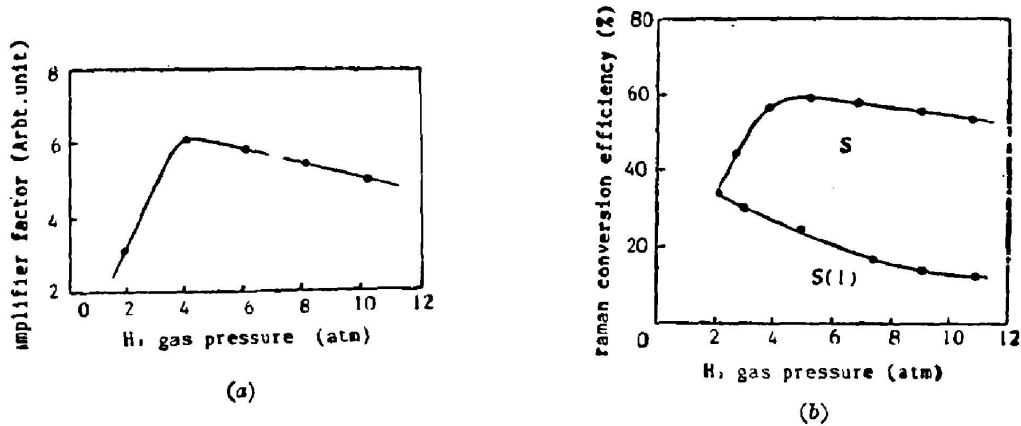 amplifier factor (Arbt.unit)
8
6
4
2
0 2 4 6 8 10 12
H₂ gas pressure (atm)
(a)
raman conversion efficiency (%)
80
60
40
20
0
S
S(1)
2 4 6 8 10 12
H₂ gas pressure (atm)
(b)